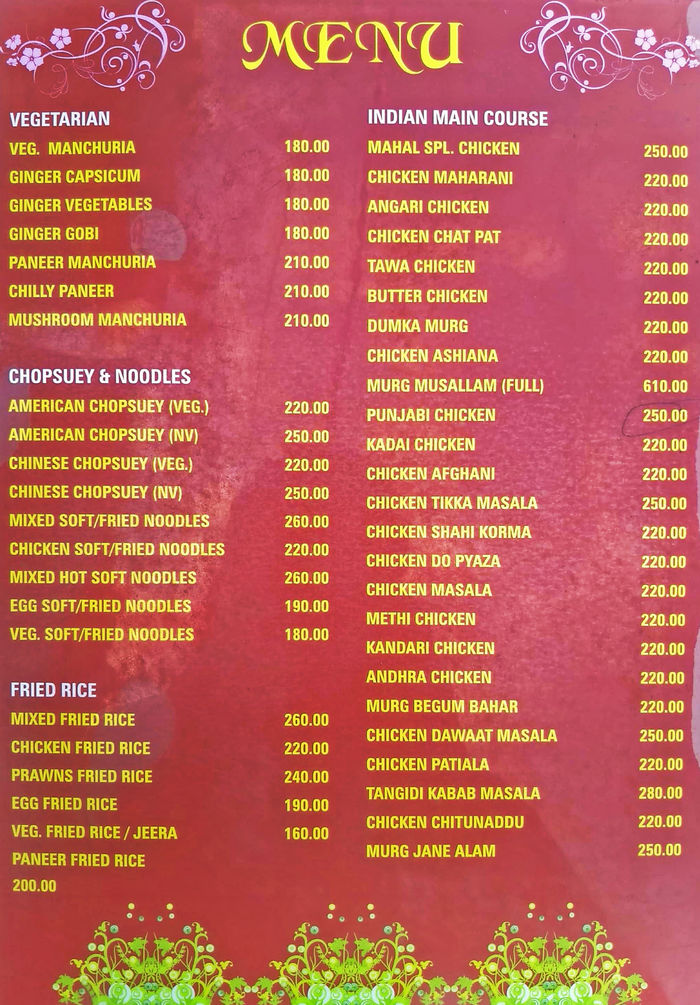 MENU
VEGETARIAN
VEG. MANCHURIA 180.00
GINGER CAPSICUM 180.00
GINGER VEGETABLES 180.00
GINGER GOBI 180.00
PANEER MANCHURIA 210.00
CHILLY PANEER 210.00
MUSHROOM MANCHURIA 210.00
CHOPSUEY & NOODLES
AMERICAN CHOPSUEY (VEG.) 220.00
AMERICAN CHOPSUEY (NV) 250.00
CHINESE CHOPSUEY (VEG.) 220.00
CHINESE CHOPSUEY (NV) 250.00
MIXED SOFT/FRIED NOODLES 260.00
CHICKEN SOFT/FRIED NOODLES 220.00
MIXED HOT SOFT NOODLES 260.00
EGG SOFT/FRIED NOODLES 190.00
VEG. SOFT/FRIED NOODLES 180.00
FRIED RICE
MIXED FRIED RICE 260.00
CHICKEN FRIED RICE 220.00
PRAWNS FRIED RICE 240.00
EGG FRIED RICE 190.00
VEG. FRIED RICE / JEERA 160.00
PANEER FRIED RICE
200.00
INDIAN MAIN COURSE
MAHAL SPL. CHICKEN 250.00
CHICKEN MAHARANI 220.00
ANGARI CHICKEN 220.00
CHICKEN CHAT PAT 220.00
TAWA CHICKEN 220.00
BUTTER CHICKEN 220.00
DUMKA MURG 220.00
CHICKEN ASHIANA 220.00
MURG MUSALLAM (FULL) 610.00
PUNJABI CHICKEN 250.00
KADAI CHICKEN 220.00
CHICKEN AFGHANI 220.00
CHICKEN TIKKA MASALA 250.00
CHICKEN SHAHI KORMA 220.00
CHICKEN DO PYAZA 220.00
CHICKEN MASALA 220.00
METHI CHICKEN 220.00
KANDARI CHICKEN 220.00
ANDHRA CHICKEN 220.00
MURG BEGUM BAHAR 220.00
CHICKEN DAWAAT MASALA 250.00
CHICKEN PATIALA 220.00
TANGIDI KABAB MASALA 280.00
CHICKEN CHITUNADDU 220.00
MURG JANE ALAM 250.00